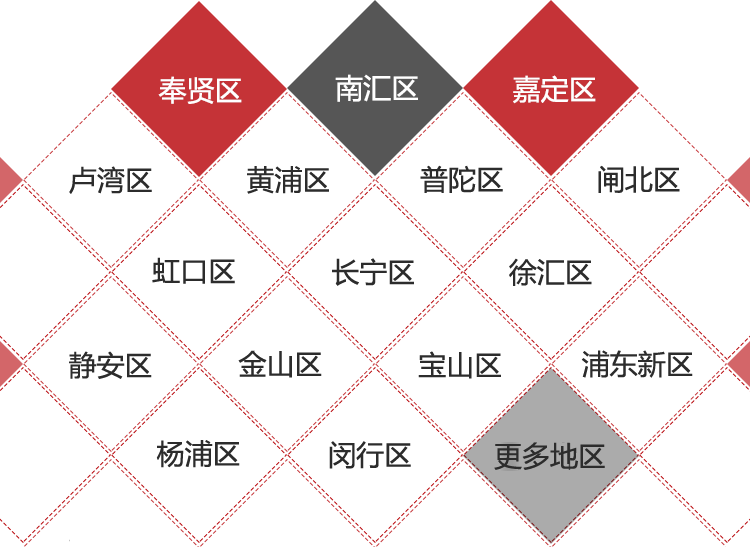 奉贤区
南汇区
嘉定区
卢湾区
黄浦区
普陀区
闸北区
虹口区
长宁区
徐汇区
静安区
金山区
宝山区
浦东新区
杨浦区
闵行区
更多地区